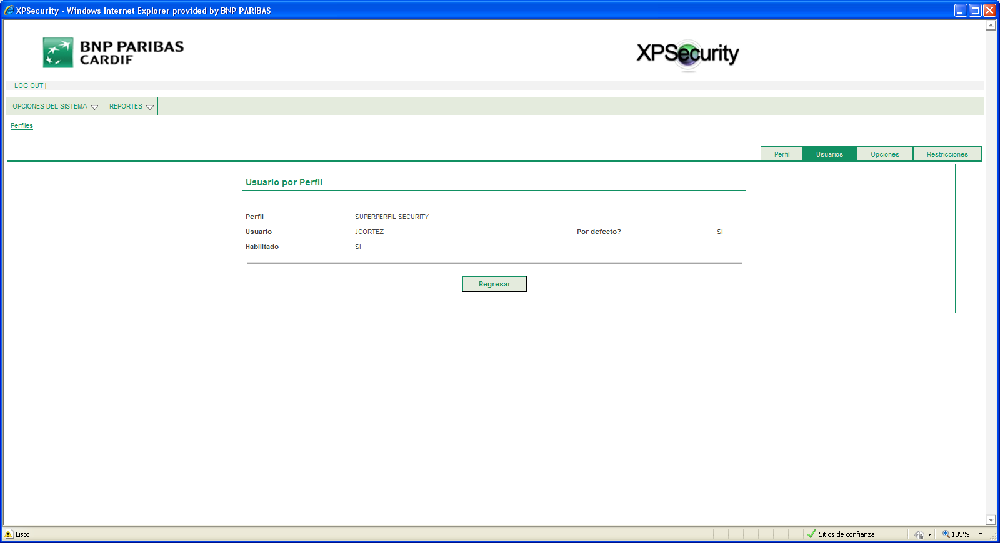 XPSecurity - Windows Internet Explorer provided by BNP PARIBAS
BNP PARIBAS
CARDIF
XPSecurity
LOG OUT |
OPCIONES DEL SISTEMA
REPORTES
Perfiles
Perfil
Usuarios
Opciones
Restricciones
Usuario por Perfil
Perfil SUPERPERFIL SECURITY
Usuario JCORTEZ Por defecto? Si
Habilitado Si
Regresar
Listo
Sitios de confianza
105%